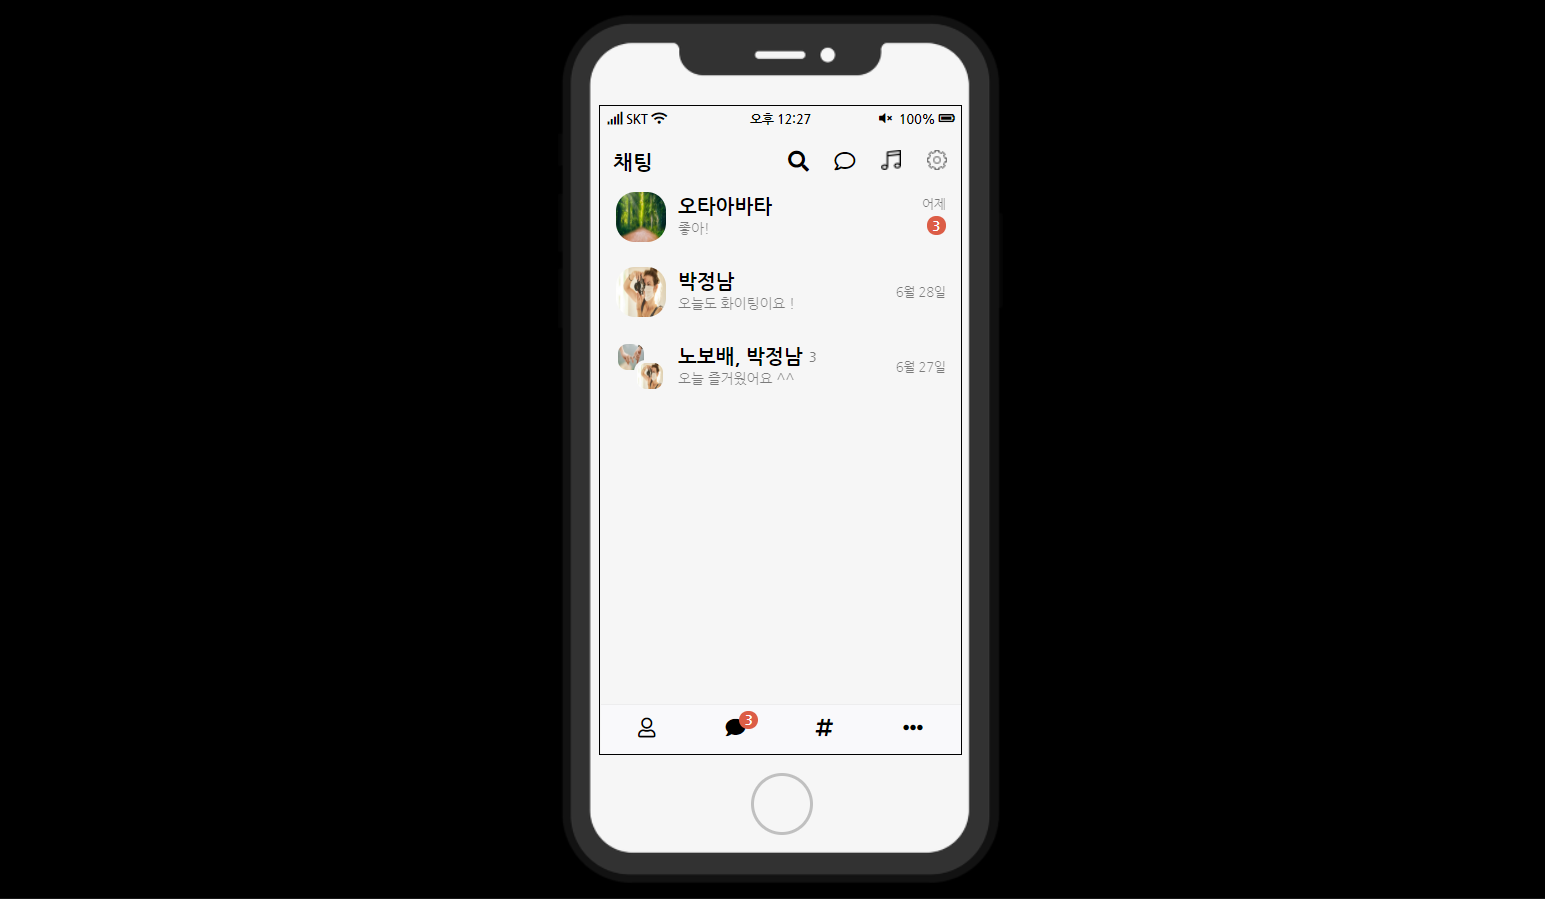 SKT 오후 12:27 100%
채팅
오타아바타 어제
좋아! 3
박정남
오늘도 화이팅이요 ! 6월 28일
노보배, 박정남 3
오늘 즐거웠어요 ^^ 6월 27일
3 #